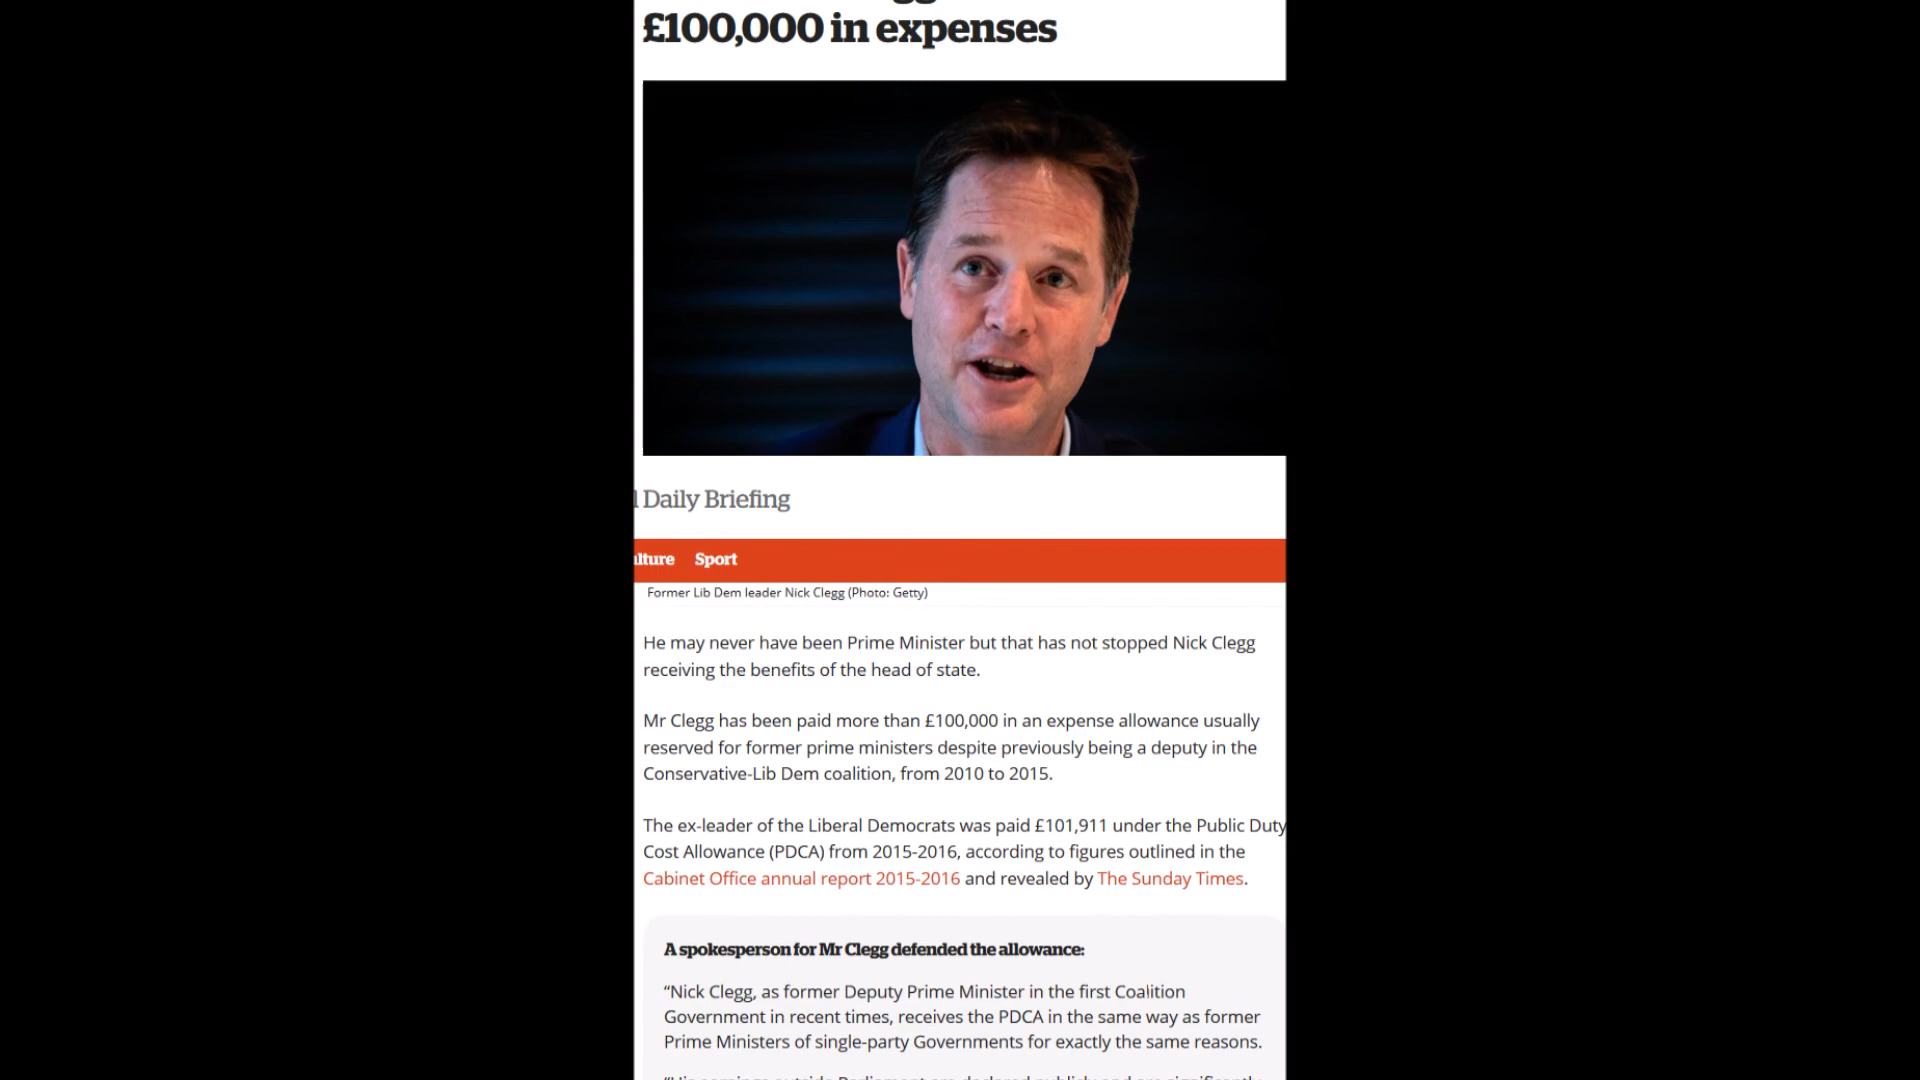 £100,000 in expenses
Daily Briefing
Sport
Former Lib Dem leader Nick Clegg (Photo: Getty)
He may never have been Prime Minister but that has not stopped Nick Clegg
receiving the benefits of the head of state.
Mr Clegg has been paid more than £100,000 in an expense allowance usually
reserved for former prime ministers despite previously being a deputy in the
Conservative-Lib Dem coalition, from 2010 to 2015.
The ex-leader of the Liberal Democrats was paid £101,911 under the Public Duty
Cost Allowance (PDCA) from 2015-2016, according to figures outlined in the
Cabinet Office annual report 2015-2016 and revealed by The Sunday Times.
A spokesperson for Mr Clegg defended the allowance:
“Nick Clegg, as former Deputy Prime Minister in the first Coalition
Government in recent times, receives the PDCA in the same way as former
Prime Ministers of single-party Governments for exactly the same reasons.